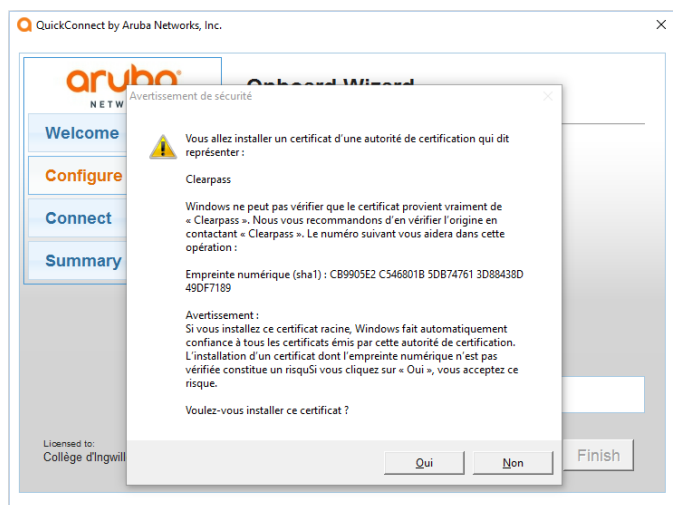 QuickConnect by Aruba Networks, Inc.
aruba
NETW
Onboard Wizard
Welcome
Configure
Connect
Summary
Avertissement de sécurité
Vous allez installer un certificat d'une autorité de certification qui dit
représenter :
Clearpass
Windows ne peut pas vérifier que le certificat provient vraiment de
« Clearpass ». Nous vous recommandons d'en vérifier l'origine en
contactant « Clearpass ». Le numéro suivant vous aidera dans cette
opération :
Empreinte numérique (sha1) : CB9905E2 C546801B 5DB74761 3D88438D
49DF7189
Avertissement :
Si vous installez ce certificat racine, Windows fait automatiquement
confiance à tous les certificats émis par cette autorité de certification.
L'installation d'un certificat dont l'empreinte numérique n'est pas
vérifiée constitue un risquSi vous cliquez sur « Oui », vous acceptez ce
risque.
Voulez-vous installer ce certificat ?
Oui
Non
Licensed to:
Collège d'Ingwill
Finish